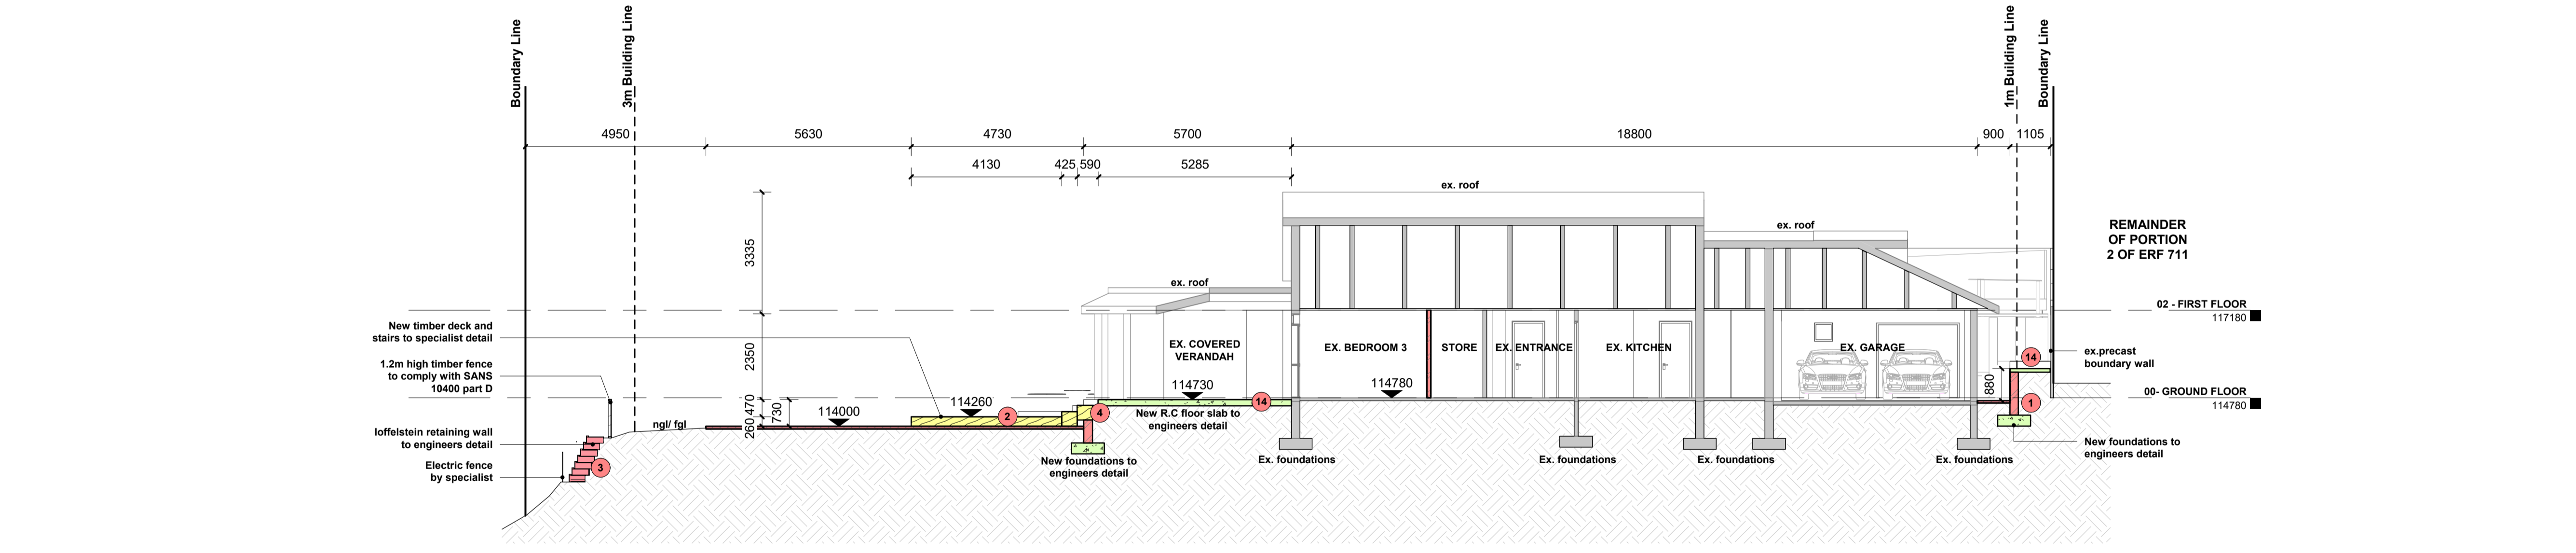 Boundary Line
3m Building Line
1m Building Line
Boundary Line
4950
5630
4730
5700
18800
900
1105
4130
425
590
5285
ex. roof
ex. roof
ex. roof
REMAINDER
OF PORTION
2 OF ERF 711
3335
2350
470
260
730
880
02 - FIRST FLOOR
117180
00- GROUND FLOOR
114780
New timber deck and
stairs to specialist detail
1.2m high timber fence
to comply with SANS
10400 part D
loffelstein retaining wall
to engineers detail
Electric fence
by specialist
ngl/ fgl
114000
114260
114730
114780
EX. COVERED
VERANDAH
EX. BEDROOM 3
STORE
EX. ENTRANCE
EX. KITCHEN
EX. GARAGE
ex.precast
boundary wall
14
1
2
4
14
3
New R.C floor slab to
engineers detail
New foundations to
engineers detail
Ex. foundations
Ex. foundations
Ex. foundations
Ex. foundations
New foundations to
engineers detail